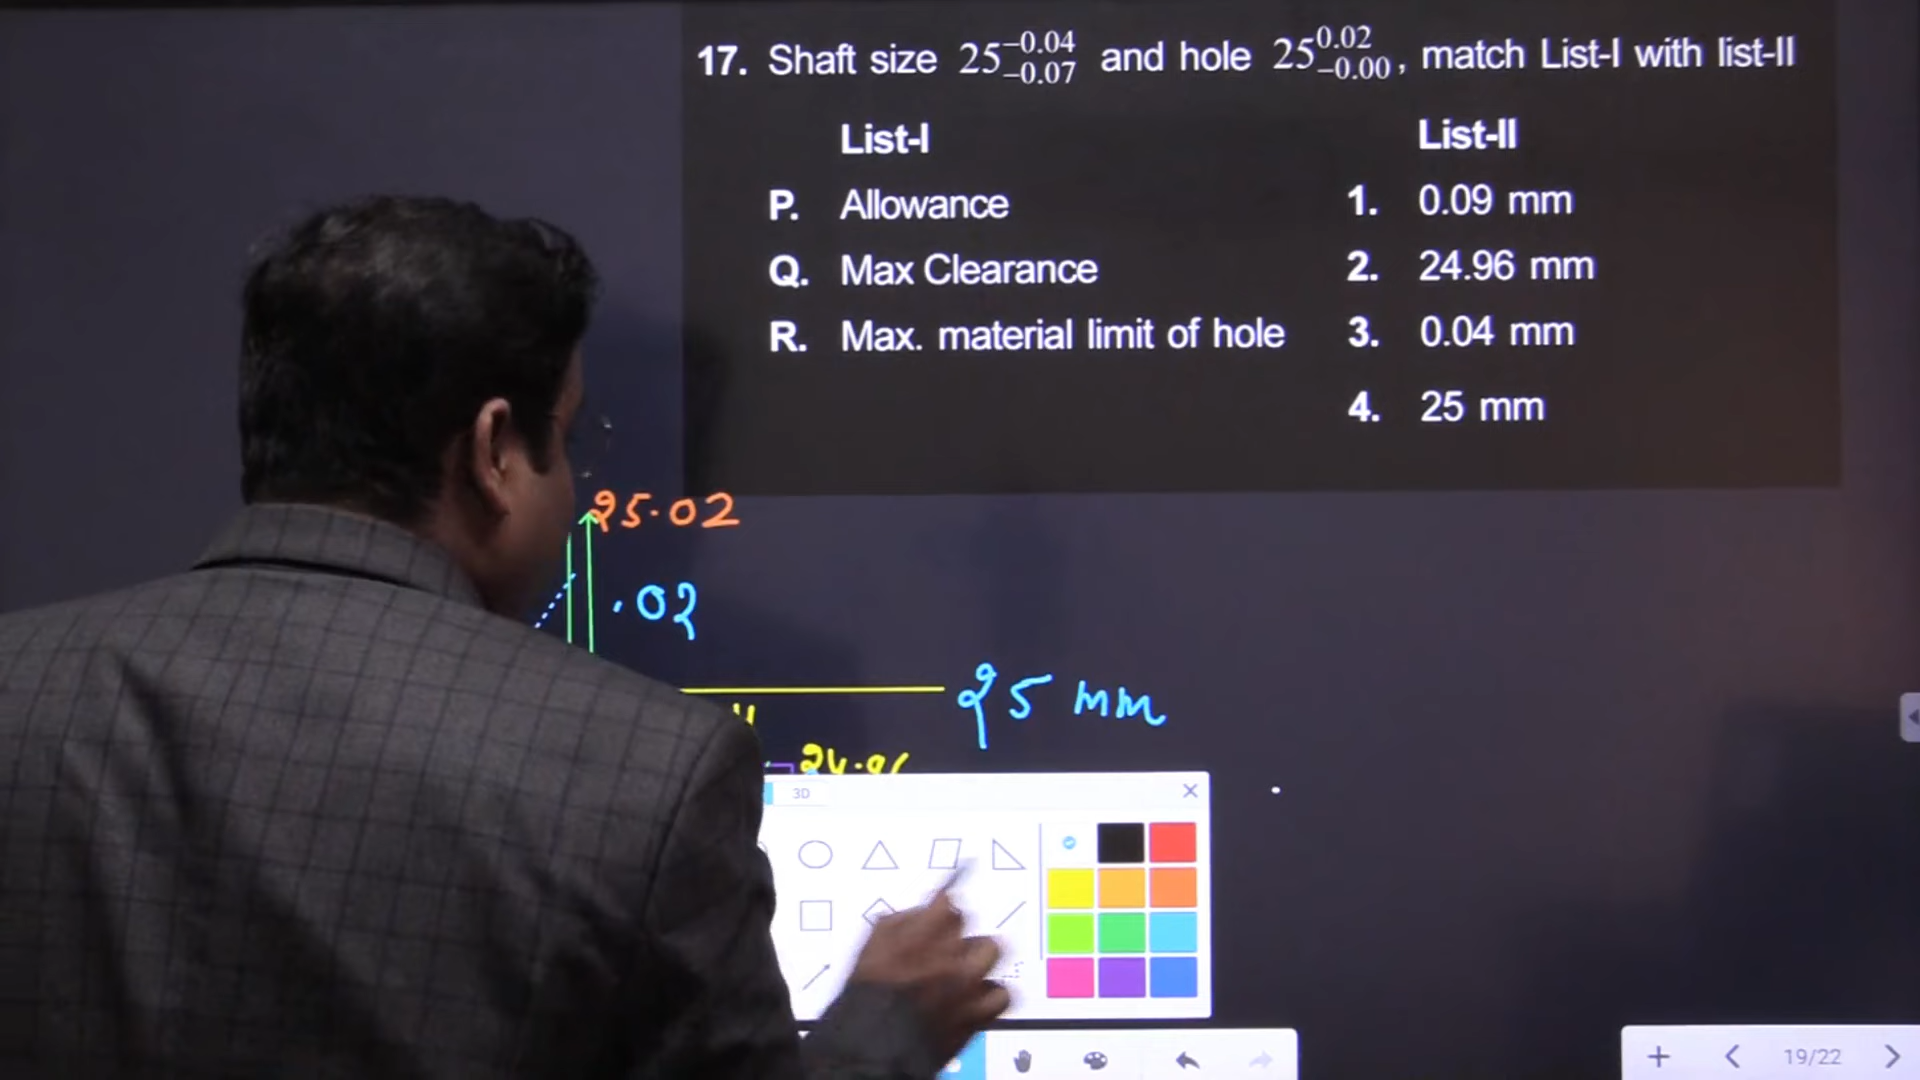 17. Shaft size 25 −0.04 −0.07 and hole 25 0.02 −0.00, match List-I with list-II
List-I List-II
P. Allowance 1. 0.09 mm
Q. Max Clearance 2. 24.96 mm
R. Max. material limit of hole 3. 0.04 mm
4. 25 mm
25.02
.02
25 mm
3D
19/22